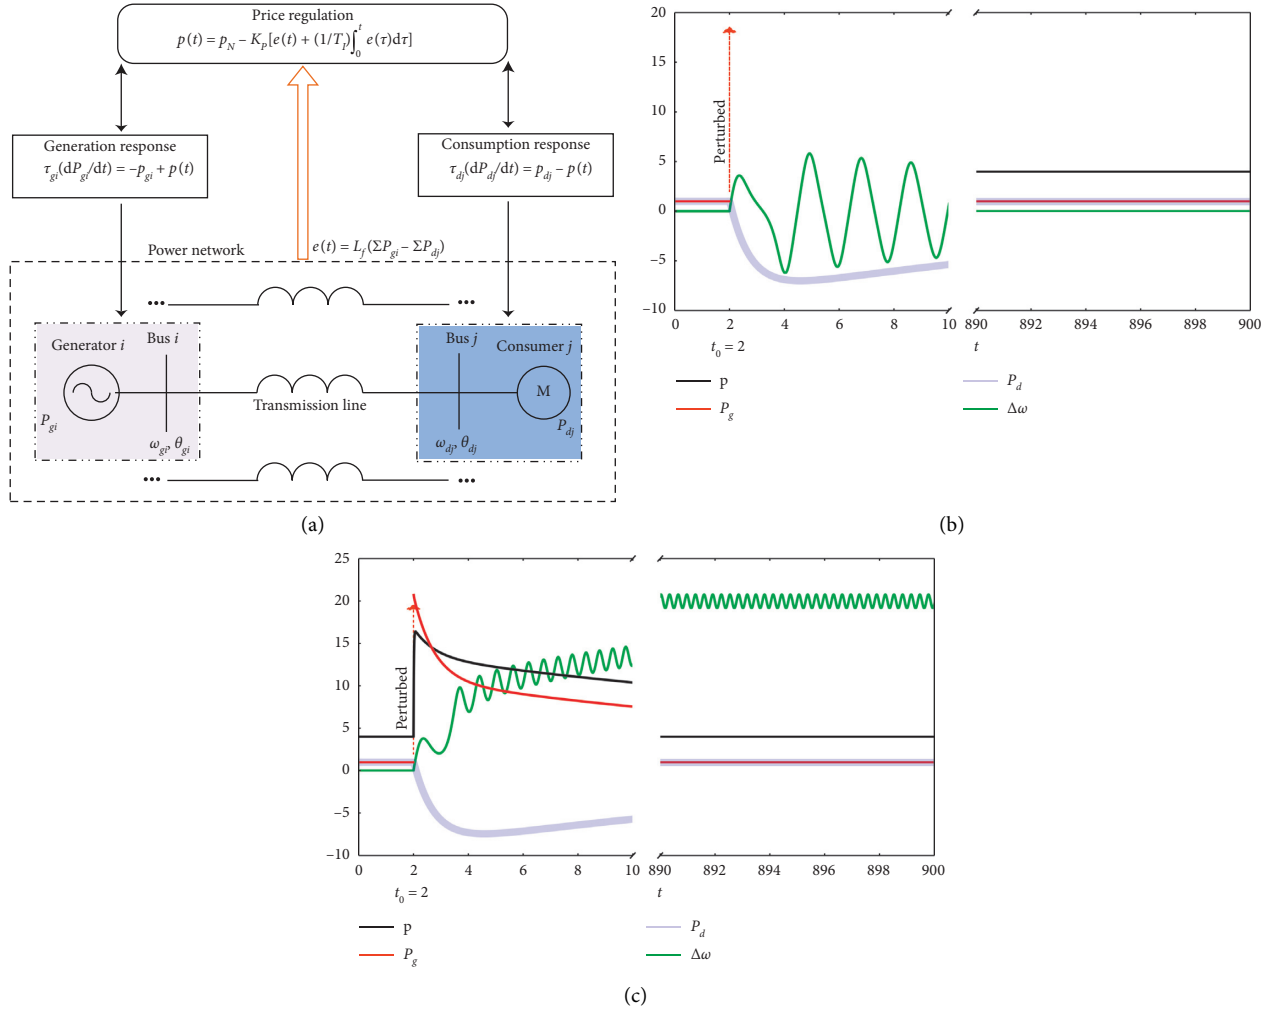 Price regulation
p(t) = p_N − K_P[e(t) + (1/T_I)∫_0^t e(τ)dτ]
Generation response
τ_gi(dP_gi/dt) = −p_gi + p(t)
Consumption response
τ_dj(dP_dj/dt) = p_dj − p(t)
Power network
e(t) = L_f(ΣP_gi − ΣP_dj)
Generator i
Bus i
Bus j
Consumer j
M
P_gi
Transmission line
P_dj
ω_gi, θ_gi
ω_dj, θ_dj
(a)
20
15
10
5
0
−5
−10
Perturbed
0 2 4 6 8 10 890 892 894 896 898 900
t_0 = 2
t
p
P_g
P_d
Δω
(b)
25
20
15
10
5
0
−5
−10
Perturbed
0 2 4 6 8 10 890 892 894 896 898 900
t_0 = 2
t
p
P_g
P_d
Δω
(c)